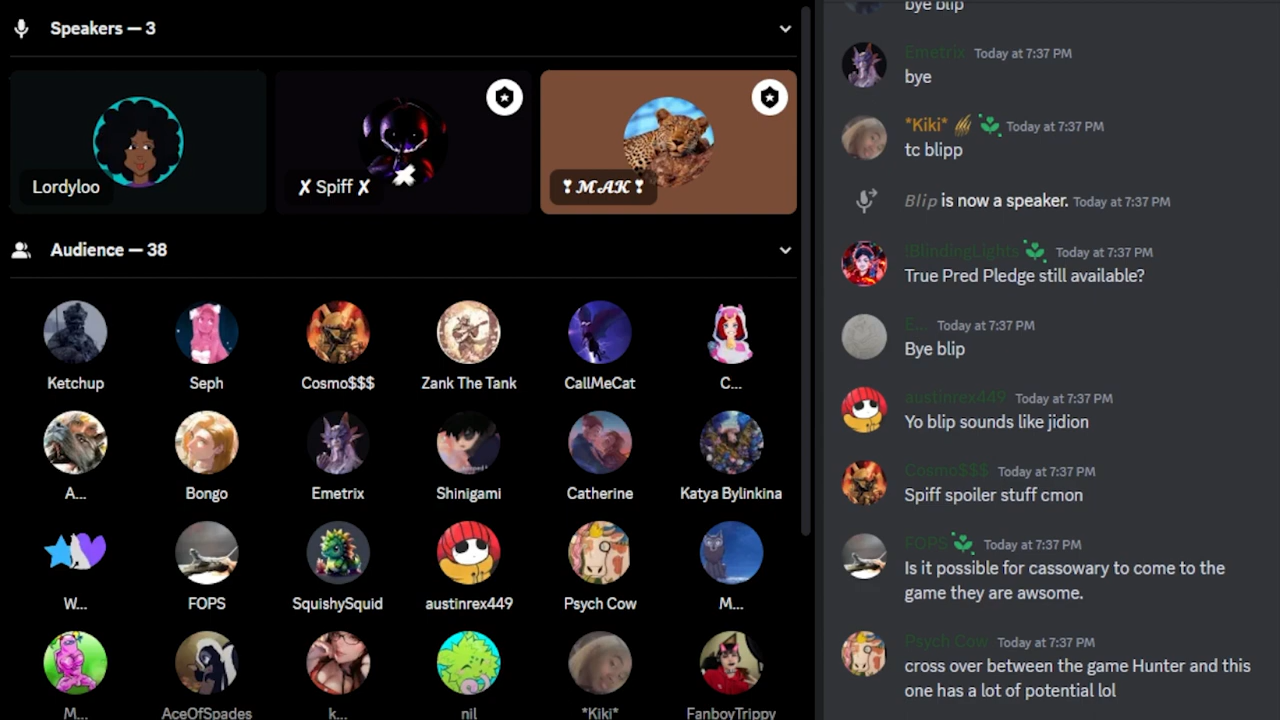 Speakers — 3
Lordyloo
✗ Spiff ✗
❣ 𝓜𝓐𝓚 ❣
Audience — 38
Ketchup
Seph
Cosmo$$$
Zank The Tank
CallMeCat
C...
A...
Bongo
Emetrix
Shinigami
Catherine
Katya Bylinkina
W...
FOPS
SquishySquid
austinrex449
Psych Cow
M...
M...
AceOfSpades
k...
nil
*Kiki*
FanboyTrippy
bye blip
Emetrix Today at 7:37 PM
bye
*Kiki* Today at 7:37 PM
tc blipp
Blip is now a speaker. Today at 7:37 PM
!BlindingLights Today at 7:37 PM
True Pred Pledge still available?
E... Today at 7:37 PM
Bye blip
austinrex449 Today at 7:37 PM
Yo blip sounds like jidion
Cosmo$$$ Today at 7:37 PM
Spiff spoiler stuff cmon
FOPS Today at 7:37 PM
Is it possible for cassowary to come to the
game they are awsome.
Psych Cow Today at 7:37 PM
cross over between the game Hunter and this
one has a lot of potential lol